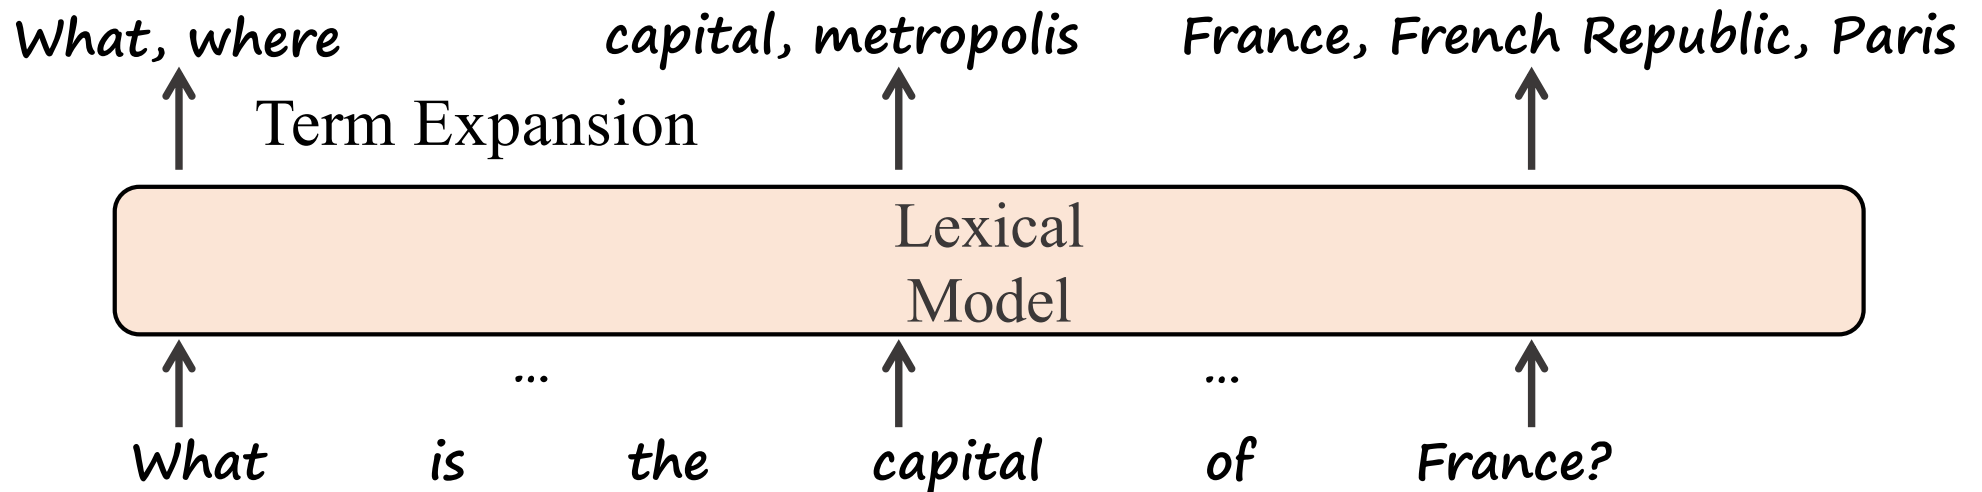 What, where capital, metropolis France, French Republic, Paris
Term Expansion
Lexical
Model
... ...
What is the capital of France?